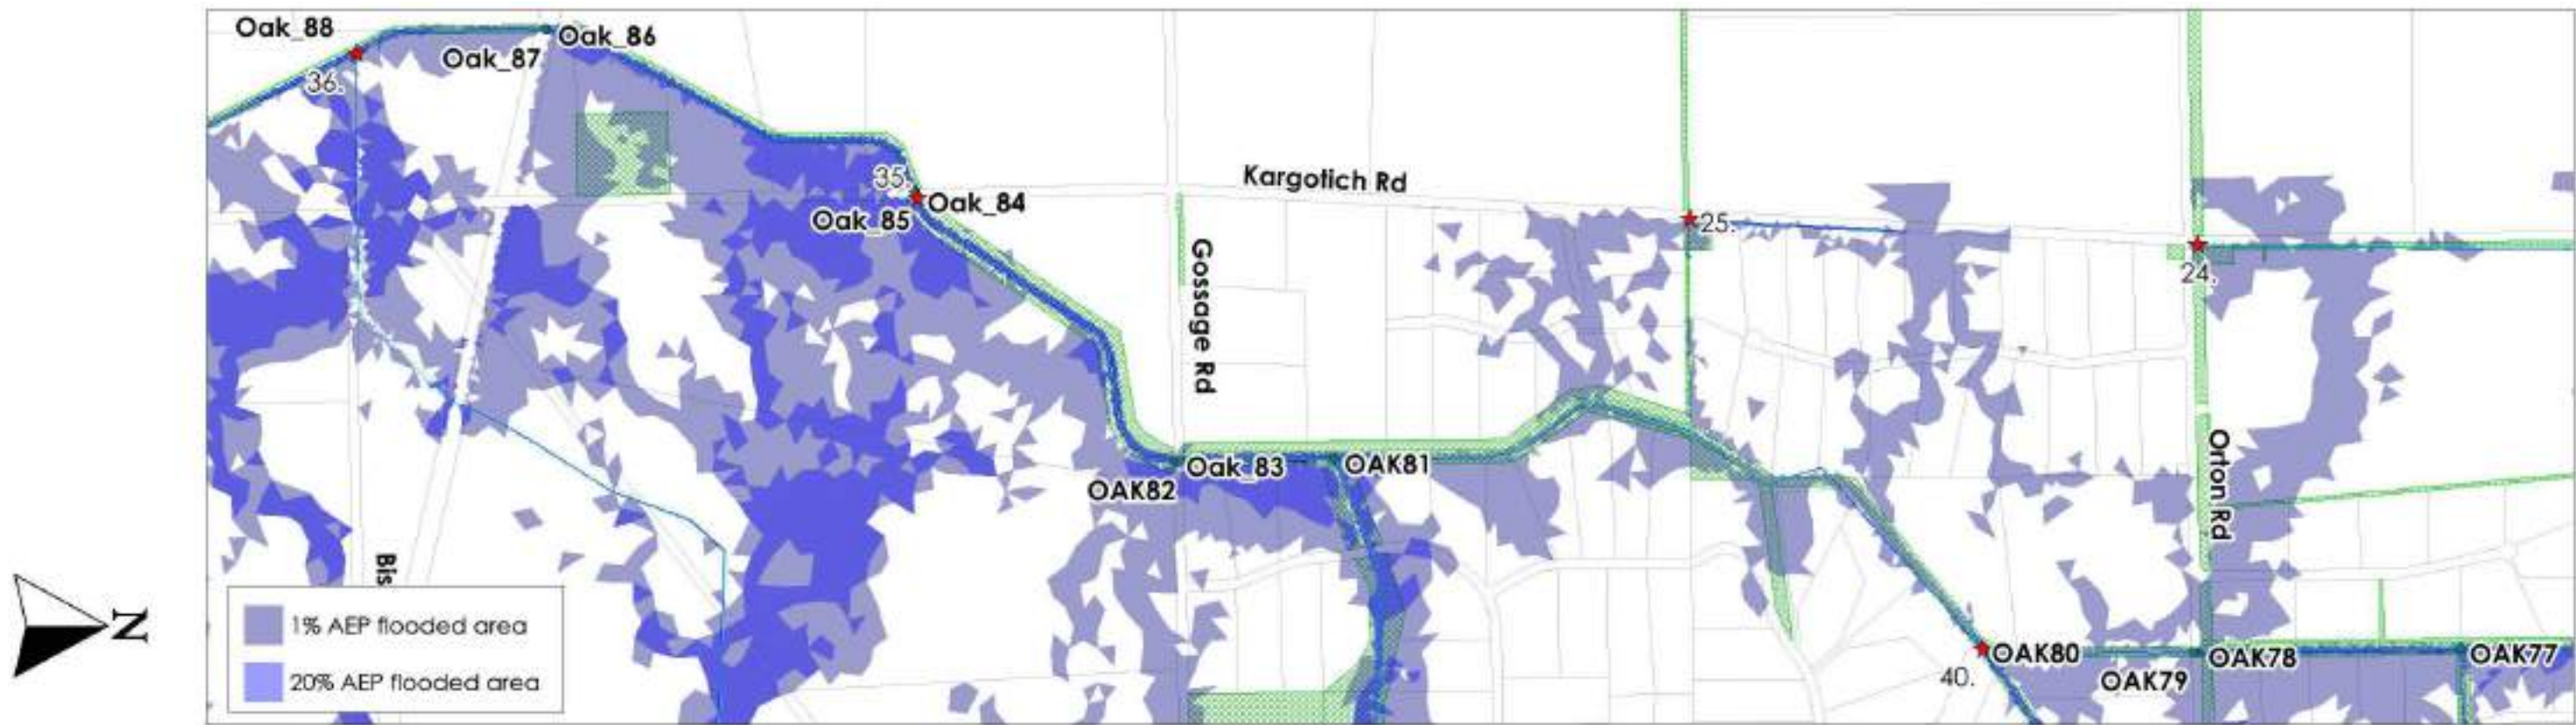 Oak_88
Oak_87
Oak_86
36.
35.
Oak_84
Oak_85
Kargotich Rd
25.
24.
Gossage Rd
Oak_83
OAK82
OAK81
Orton Rd
Bis
N
1% AEP flooded area
20% AEP flooded area
OAK80
40.
OAK79
OAK78
OAK77